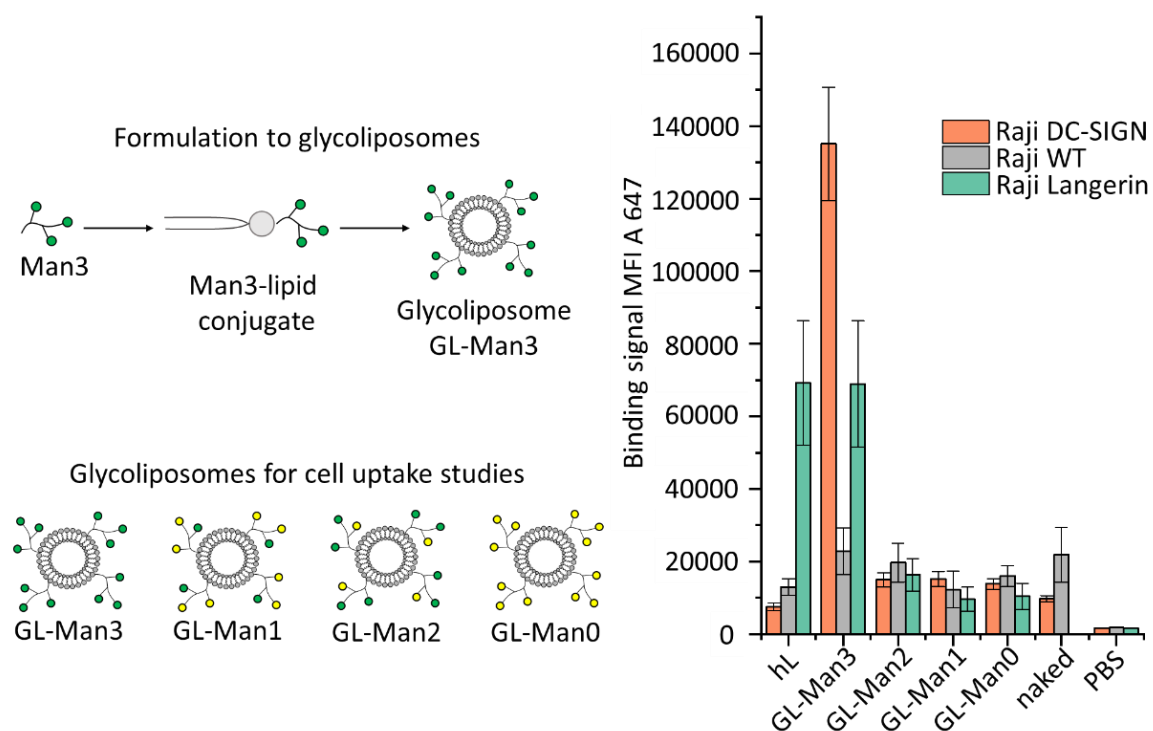 Formulation to glycoliposomes
Man3
Man3-lipid
conjugate
Glycoliposome
GL-Man3
Glycoliposomes for cell uptake studies
GL-Man3
GL-Man1
GL-Man2
GL-Man0
Binding signal MFI A 647
160000
140000
120000
100000
80000
60000
40000
20000
0
Raji DC-SIGN
Raji WT
Raji Langerin
hL
GL-Man3
GL-Man2
GL-Man1
GL-Man0
naked
PBS